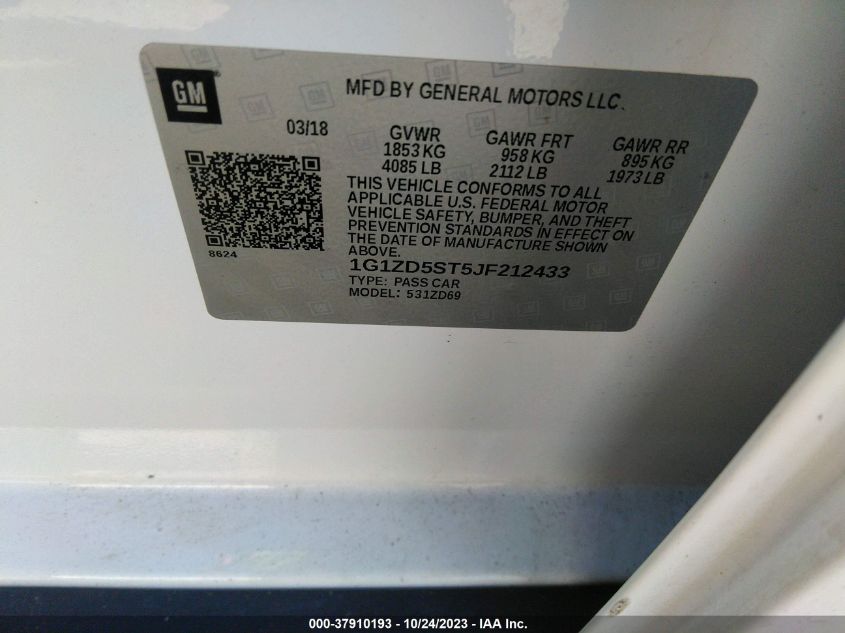 GM
MFD BY GENERAL MOTORS LLC.
03/18
GVWR GAWR FRT GAWR RR
1853 KG 958 KG 895 KG
4085 LB 2112 LB 1973 LB
THIS VEHICLE CONFORMS TO ALL
APPLICABLE U.S. FEDERAL MOTOR
VEHICLE SAFETY, BUMPER, AND THEFT
PREVENTION STANDARDS IN EFFECT ON
THE DATE OF MANUFACTURE SHOWN
ABOVE.
8624
1G1ZD5ST5JF212433
TYPE: PASS CAR
MODEL: 531ZD69
000-37910193 - 10/24/2023 - IAA Inc.